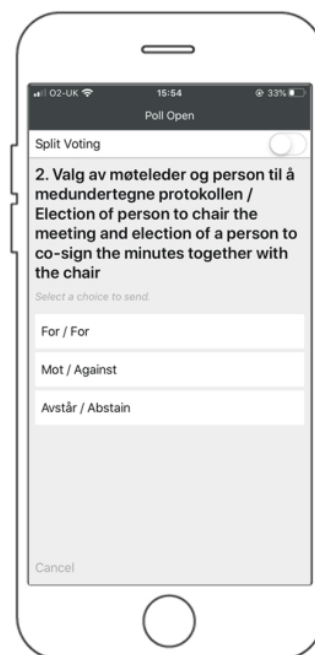 O2-UK 15:54 33%
Poll Open
Split Voting
2. Valg av møteleder og person til å
medundertegne protokollen /
Election of person to chair the
meeting and election of a person to
co-sign the minutes together with
the chair
Select a choice to send.
For / For
Mot / Against
Avstår / Abstain
Cancel